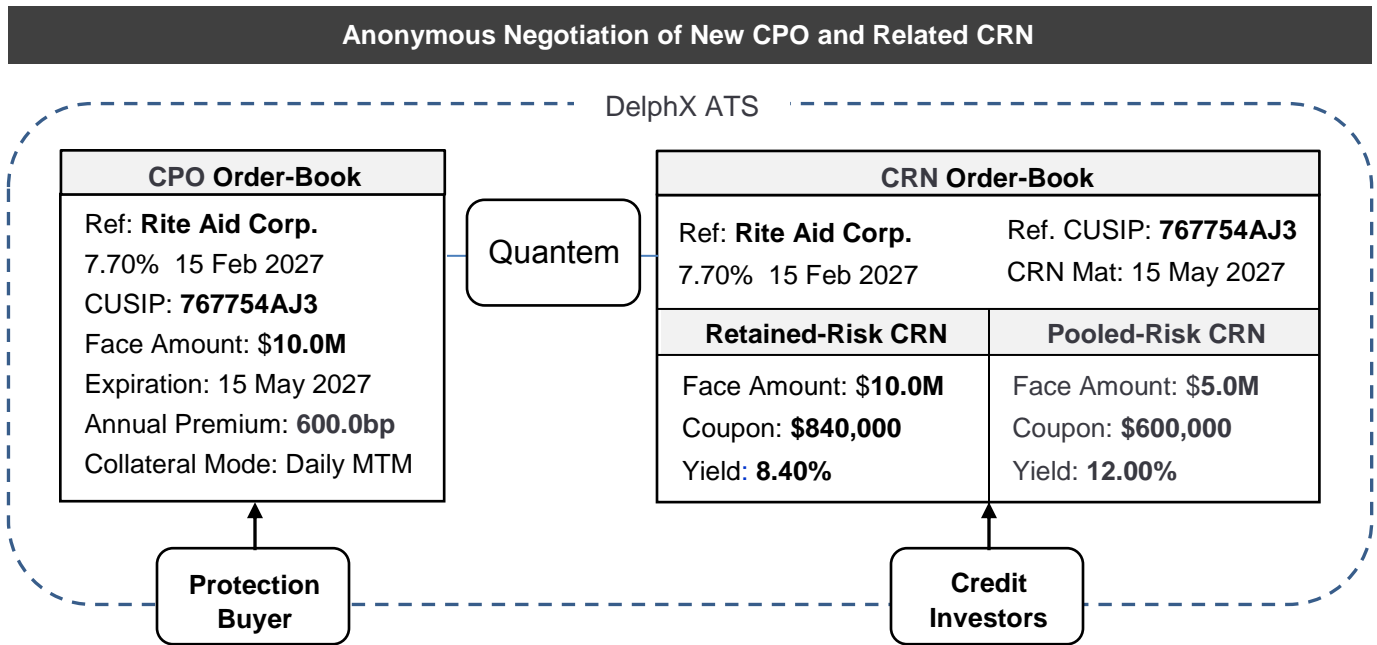 Anonymous Negotiation of New CPO and Related CRN
DelphX ATS
CPO Order-Book
Ref: Rite Aid Corp.
7.70%  15 Feb 2027
CUSIP: 767754AJ3
Face Amount: $10.0M
Expiration: 15 May 2027
Annual Premium: 600.0bp
Collateral Mode: Daily MTM
Quantem
CRN Order-Book
Ref: Rite Aid Corp.
7.70%  15 Feb 2027
Ref. CUSIP: 767754AJ3
CRN Mat: 15 May 2027
Retained-Risk CRN
Face Amount: $10.0M
Coupon: $840,000
Yield: 8.40%
Pooled-Risk CRN
Face Amount: $5.0M
Coupon: $600,000
Yield: 12.00%
Protection
Buyer
Credit
Investors